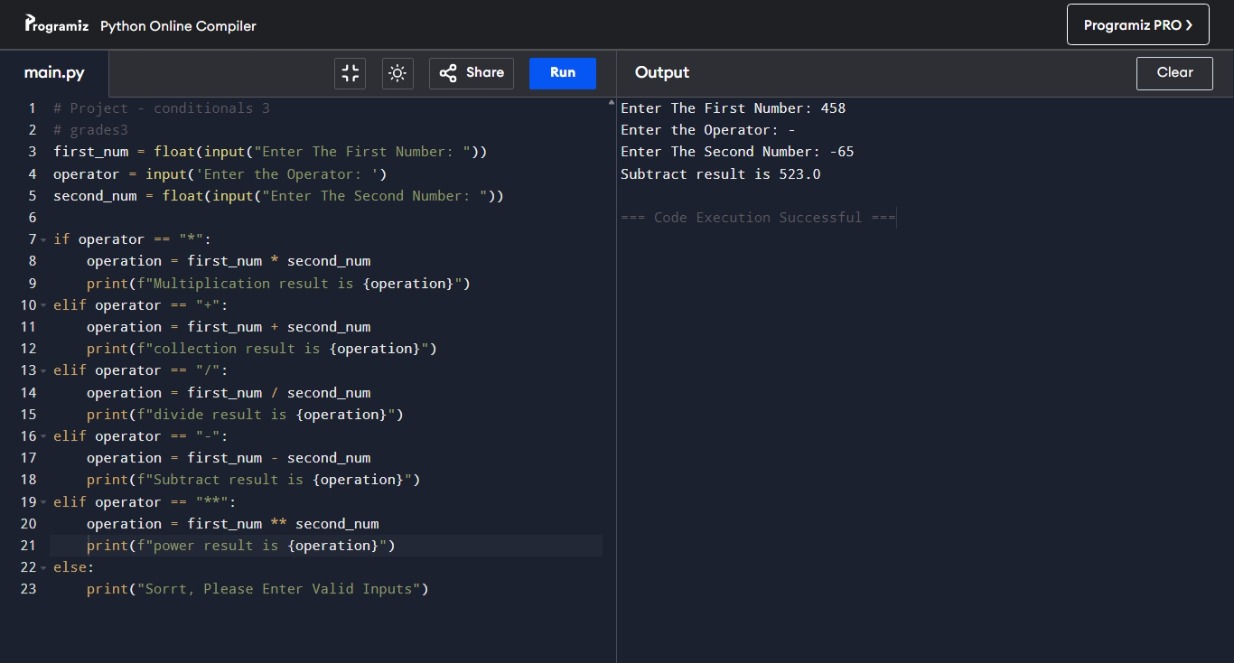 Programiz Python Online Compiler
Programiz PRO >
main.py
Share
Run
Output
Clear
1 # Project - conditionals 3
2 # grades3
3 first_num = float(input("Enter The First Number: "))
4 operator = input('Enter the Operator: ')
5 second_num = float(input("Enter The Second Number: "))
6
7 if operator == "*":
8     operation = first_num * second_num
9     print(f"Multiplication result is {operation}")
10 elif operator == "+":
11     operation = first_num + second_num
12     print(f"collection result is {operation}")
13 elif operator == "/":
14     operation = first_num / second_num
15     print(f"divide result is {operation}")
16 elif operator == "-":
17     operation = first_num - second_num
18     print(f"Subtract result is {operation}")
19 elif operator == "**":
20     operation = first_num ** second_num
21     print(f"power result is {operation}")
22 else:
23     print("Sorrt, Please Enter Valid Inputs")
Enter The First Number: 458
Enter the Operator: -
Enter The Second Number: -65
Subtract result is 523.0
=== Code Execution Successful ===